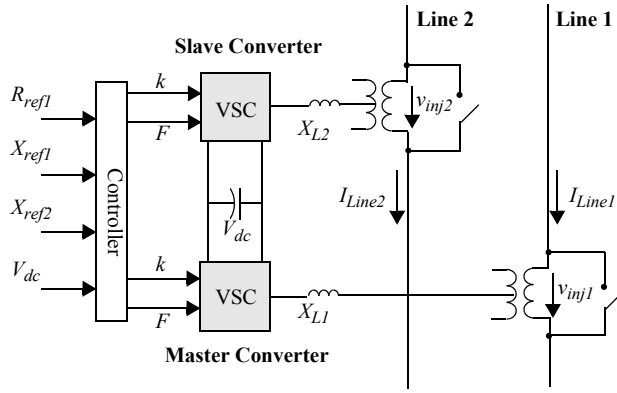 Line 2
Line 1
Slave Converter
k
F
VSC
X_L2
v_inj2
R_ref1
X_ref1
X_ref2
V_dc
Controller
I_Line2
I_Line1
V_dc
k
F
VSC
X_L1
v_inj1
Master Converter